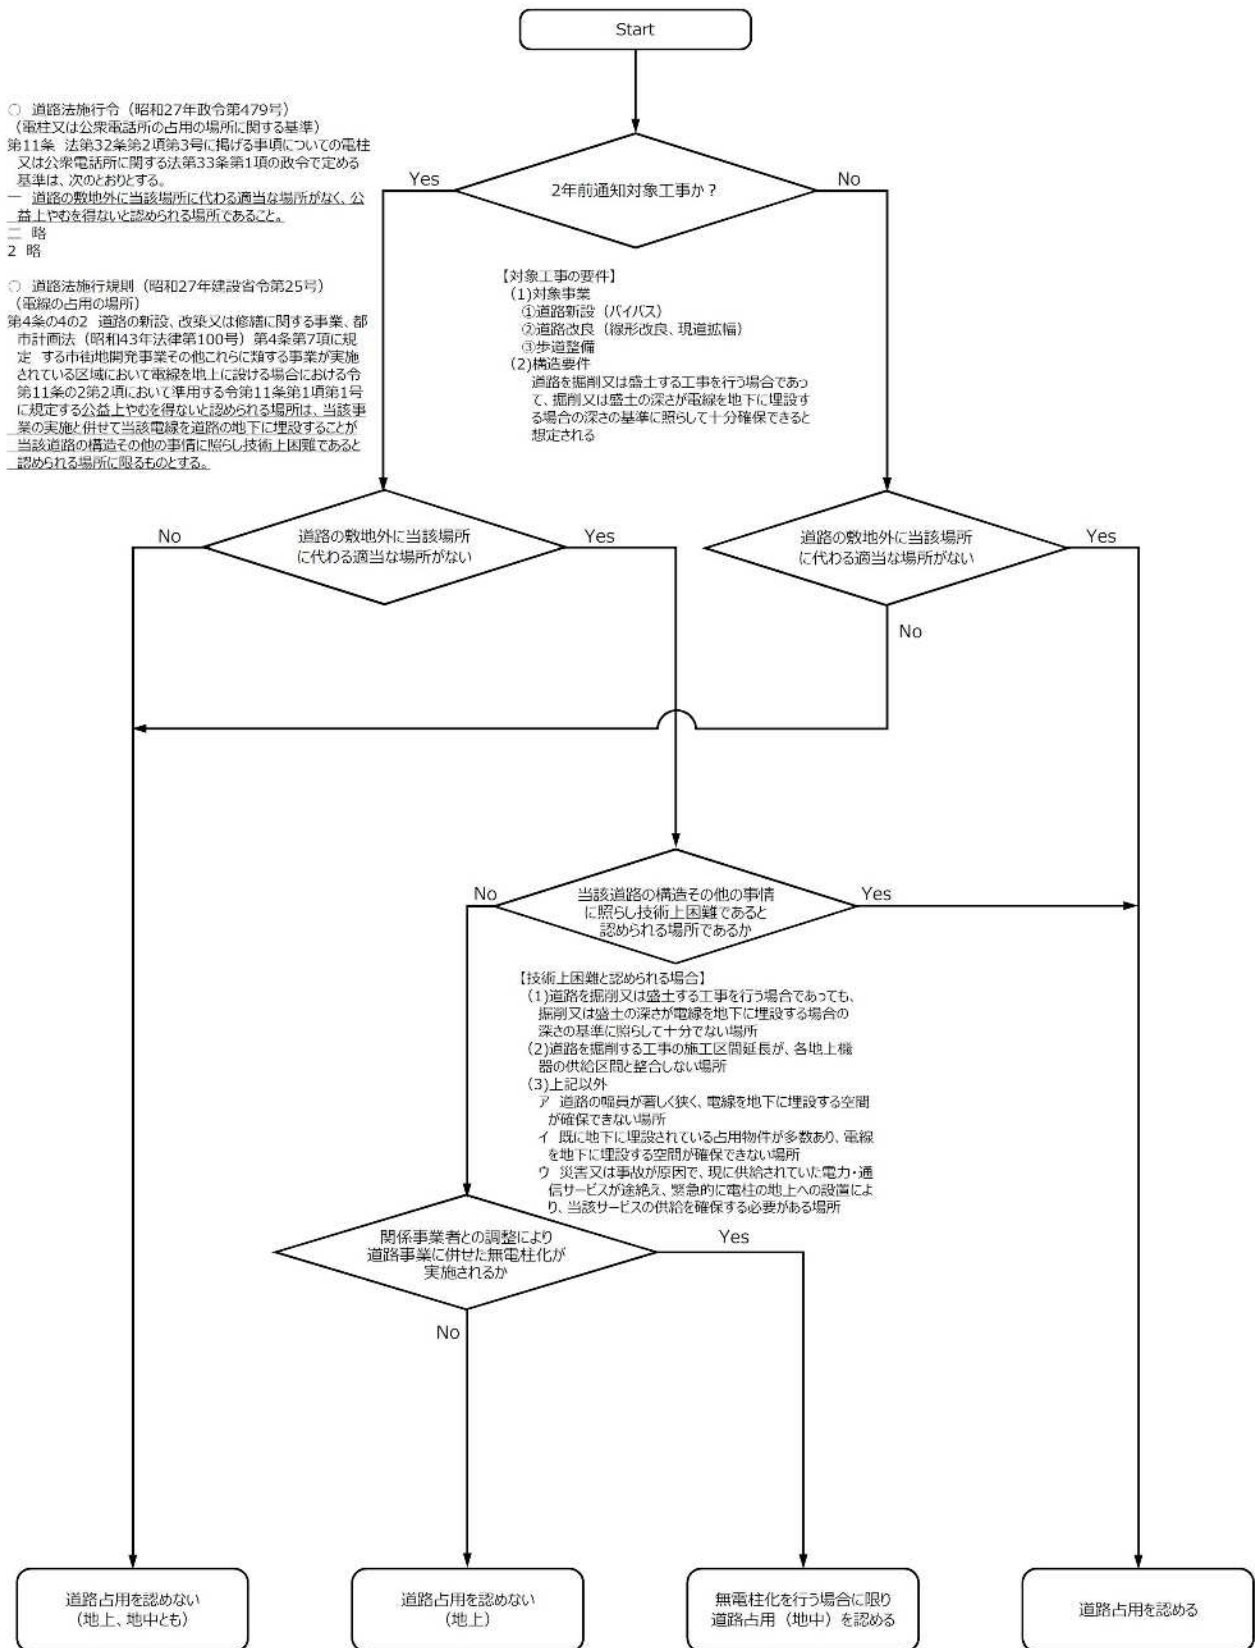 Start
○ 道路法施行令（昭和27年政令第479号）
（電柱又は公衆電話所の占用の場所に関する基準）
第11条 法第32条第2項第3号に掲げる事項についての電柱
又は公衆電話所に関する法第33条第1項の政令で定める
基準は、次のとおりとする。
一 道路の敷地外に当該場所に代わる適当な場所がなく、公
益上やむを得ないと認められる場所であること。
二 略
2 略
○ 道路法施行規則（昭和27年建設省令第25号）
（電線の占用の場所）
第4条の4の2 道路の新設、改築又は修繕に関する事業、都
市計画法（昭和43年法律第100号）第4条第7項に規
定 する市街地開発事業その他これらに類する事業が実施
されている区域において電線を地上に設ける場合における令
第11条の2第2項において準用する令第11条第1項第1号
に規定する公益上やむを得ないと認められる場所は、当該事
業の実施と併せて当該電線を道路の地下に埋設することが
当該道路の構造その他の事情に照らし技術上困難であると
認められる場所に限るものとする。
Yes
2年前通知対象工事か？
No
【対象工事の要件】
(1)対象事業
①道路新設（バイパス）
②道路改良（線形改良、現道拡幅）
③歩道整備
(2)構造要件
道路を掘削又は盛土する工事を行う場合であっ
て、掘削又は盛土の深さが電線を地下に埋設す
る場合の深さの基準に照らして十分確保できると
想定される
No
道路の敷地外に当該場所
に代わる適当な場所がない
Yes
道路の敷地外に当該場所
に代わる適当な場所がない
Yes
No
No
当該道路の構造その他の事情
に照らし技術上困難であると
認められる場所であるか
Yes
【技術上困難と認められる場合】
(1)道路を掘削又は盛土する工事を行う場合であっても、
掘削又は盛土の深さが電線を地下に埋設する場合の
深さの基準に照らして十分でない場所
(2)道路を掘削する工事の施工区間延長が、各地上機
器の供給区間と整合しない場所
(3)上記以外
ア 道路の幅員が著しく狭く、電線を地下に埋設する空間
が確保できない場所
イ 既に地下に埋設されている占用物件が多数あり、電線
を地下に埋設する空間が確保できない場所
ウ 災害又は事故が原因で、現に供給されていた電力・通
信サービスが途絶え、緊急的に電柱の地上への設置によ
り、当該サービスの供給を確保する必要がある場所
関係事業者との調整により
道路事業に併せた無電柱化が
実施されるか
Yes
No
道路占用を認めない
（地上、地中とも）
道路占用を認めない
（地上）
無電柱化を行う場合に限り
道路占用（地中）を認める
道路占用を認める